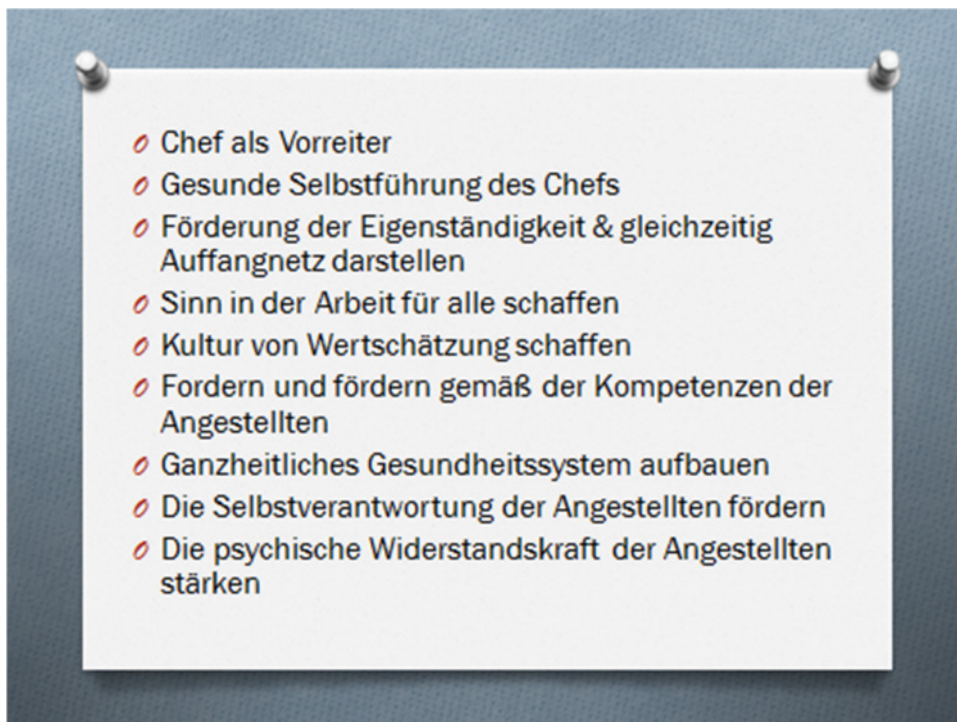 Chef als Vorreiter
Gesunde Selbstführung des Chefs
Förderung der Eigenständigkeit & gleichzeitig
Auffangnetz darstellen
Sinn in der Arbeit für alle schaffen
Kultur von Wertschätzung schaffen
Fordern und fördern gemäß der Kompetenzen der
Angestellten
Ganzheitliches Gesundheitssystem aufbauen
Die Selbstverantwortung der Angestellten fördern
Die psychische Widerstandskraft der Angestellten
stärken